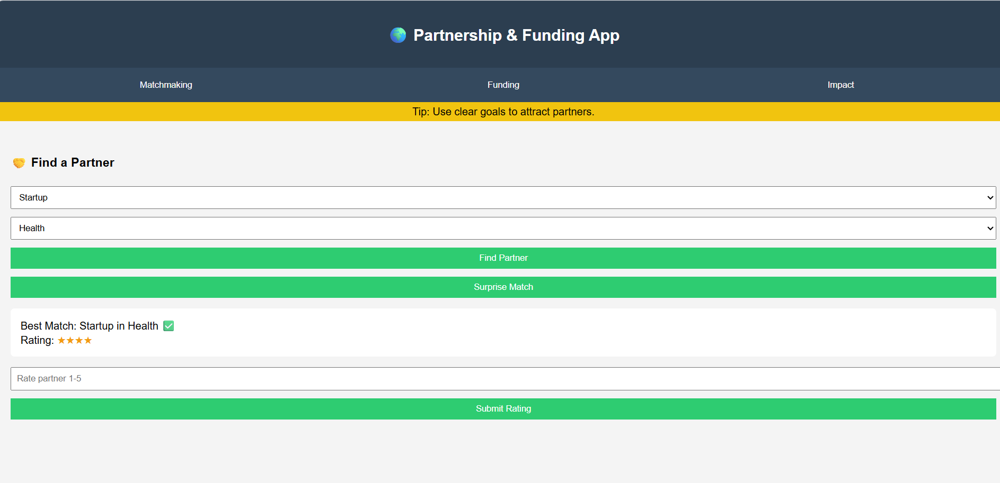 🌍 Partnership & Funding App
Matchmaking
Funding
Impact
Tip: Use clear goals to attract partners.
🤝 Find a Partner
Startup
Health
Find Partner
Surprise Match
Best Match: Startup in Health ✅
Rating: ★★★★
Rate partner 1-5
Submit Rating